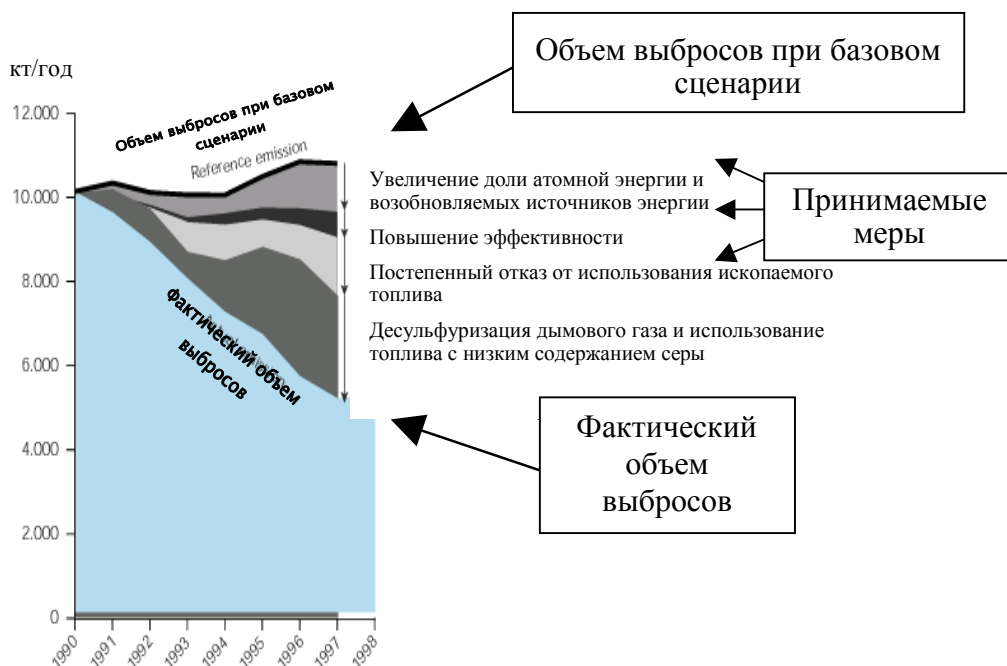 Объем выбросов при базовом
сценарии
кт/год
Объем выбросов при базовом
сценарии
Reference emission
12.000
10.000
8.000
6.000
4.000
2.000
0
Увеличение доли атомной энергии и
возобновляемых источников энергии
Повышение эффективности
Постепенный отказ от использования ископаемого
топлива
Десульфуризация дымового газа и использование
топлива с низким содержанием серы
Принимаемые
меры
фактический объем
выбросов
Фактический
объем
выбросов
1990
1991
1992
1993
1994
1995
1996
1997
1998